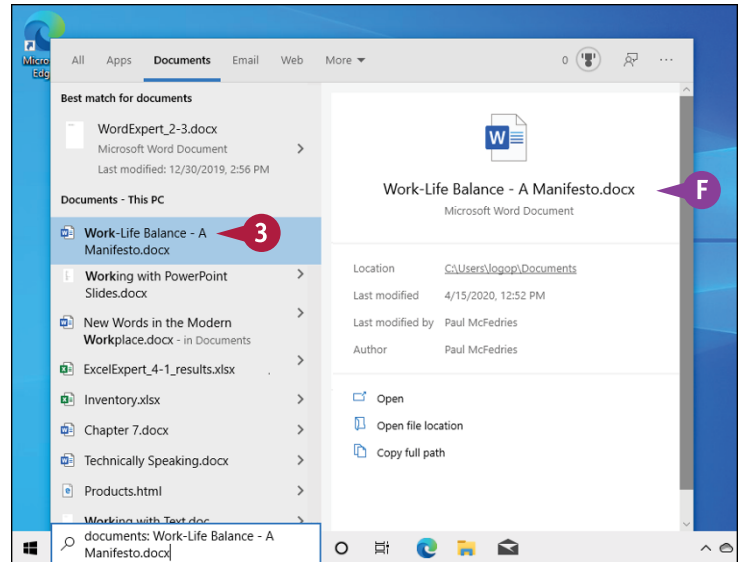 Micro
Edg
All Apps Documents Email Web More 0 ...
Best match for documents
WordExpert_2-3.docx
Microsoft Word Document
Last modified: 12/30/2019, 2:56 PM
Documents - This PC
Work-Life Balance - A
Manifesto.docx
3
Working with PowerPoint
Slides.docx
New Words in the Modern
Workplace.docx - in Documents
ExcelExpert_4-1_results.xlsx
Inventory.xlsx
Chapter 7.docx
Technically Speaking.docx
Products.html
Working with Text.doc
documents: Work-Life Balance - A
Manifesto.docx
W
Work-Life Balance - A Manifesto.docx
F
Microsoft Word Document
Location C:\Users\logop\Documents
Last modified 4/15/2020, 12:52 PM
Last modified by Paul McFedries
Author Paul McFedries
Open
Open file location
Copy full path